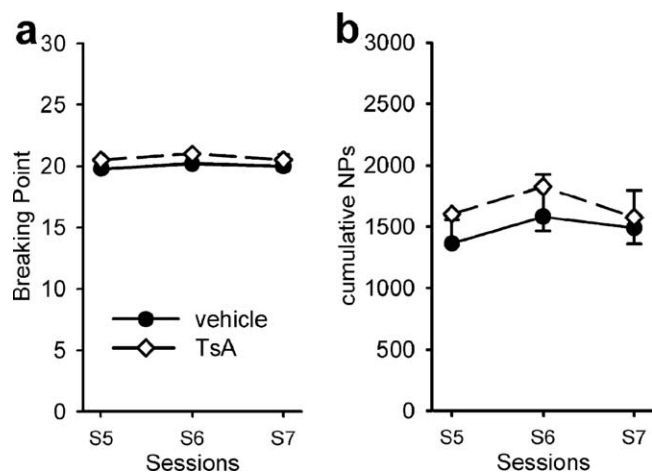 a
Breaking Point
30
25
20
15
10
5
0
vehicle
TsA
S5 S6 S7
Sessions
b
cumulative NPs
3000
2500
2000
1500
1000
500
0
S5 S6 S7
Sessions